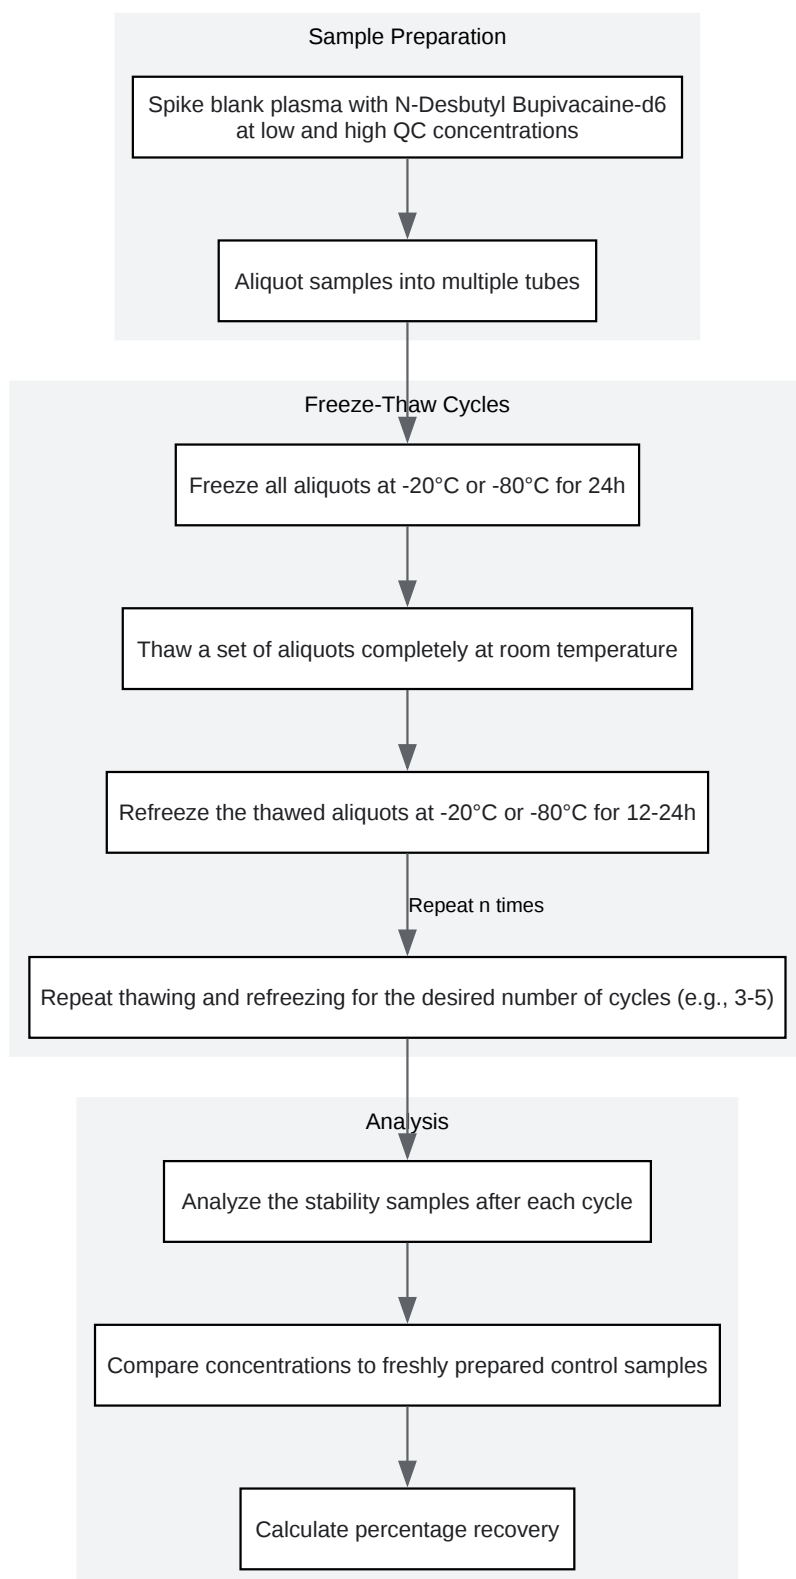 Sample Preparation
Spike blank plasma with N-Desbutyl Bupivacaine-d6
at low and high QC concentrations
Aliquot samples into multiple tubes
Freeze-Thaw Cycles
Freeze all aliquots at -20°C or -80°C for 24h
Thaw a set of aliquots completely at room temperature
Refreeze the thawed aliquots at -20°C or -80°C for 12-24h
Repeat n times
Repeat thawing and refreezing for the desired number of cycles (e.g., 3-5)
Analysis
Analyze the stability samples after each cycle
Compare concentrations to freshly prepared control samples
Calculate percentage recovery